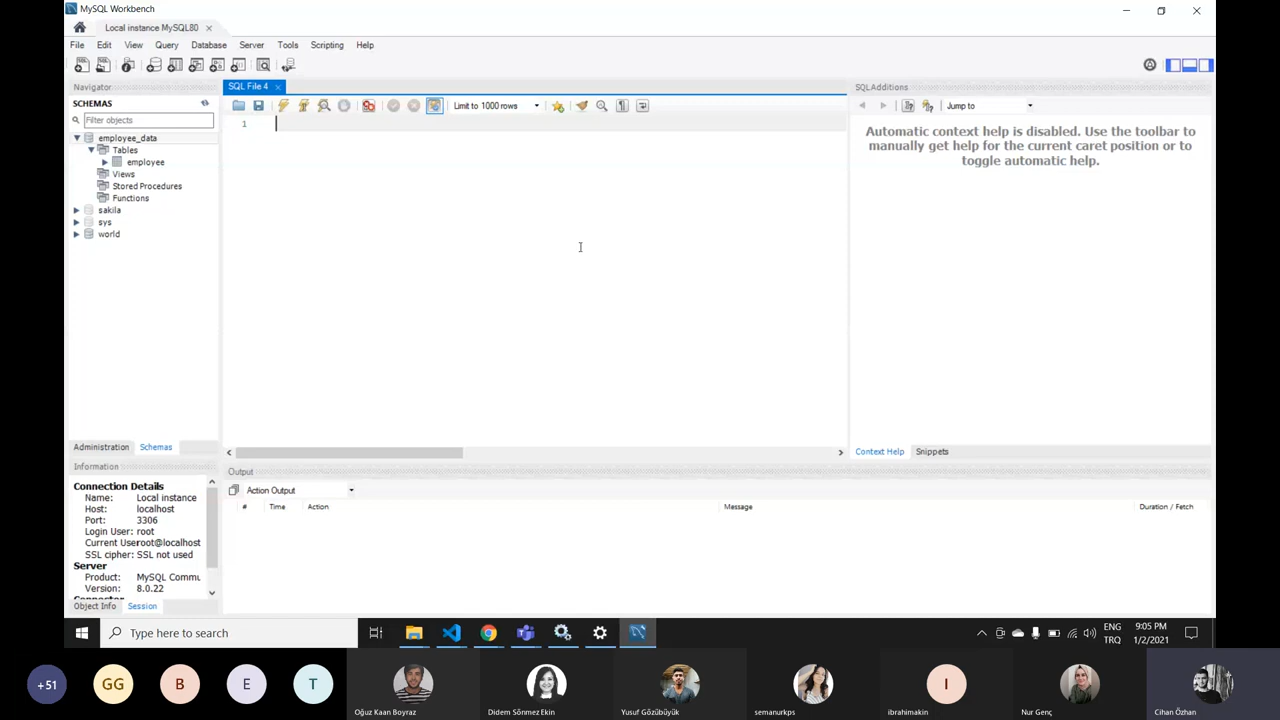 MySQL Workbench
Local instance MySQL80
File Edit View Query Database Server Tools Scripting Help
Navigator
SCHEMAS
Filter objects
employee_data
Tables
employee
Views
Stored Procedures
Functions
sakila
sys
world
Administration Schemas
Information
Connection Details
Name: Local instance
Host: localhost
Port: 3306
Login User: root
Current Useroot@localhost
SSL cipher: SSL not used
Server
Product: MySQL Commu
Version: 8.0.22
Object Info Session
SQL File 4
Limit to 1000 rows
1
SQLAdditions
Jump to
Automatic context help is disabled. Use the toolbar to
manually get help for the current caret position or to
toggle automatic help.
Context Help Snippets
Output
Action Output
# Time Action Message Duration / Fetch
Type here to search
ENG
TRQ
9:05 PM
1/2/2021
+51
GG
B
E
T
I
Oğuz Kaan Boyraz
Didem Sönmez Ekin
Yusuf Gözübüyük
semanurkps
ibrahimakin
Nur Genç
Cihan Özhan